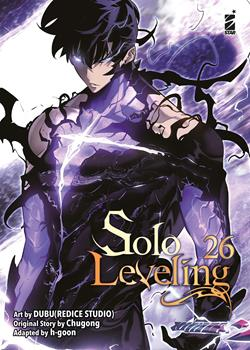 STAR
Solo 26
Leveling
Art by DUBU(REDICE STUDIO)
Original Story by Chugong
Adapted by h-goon